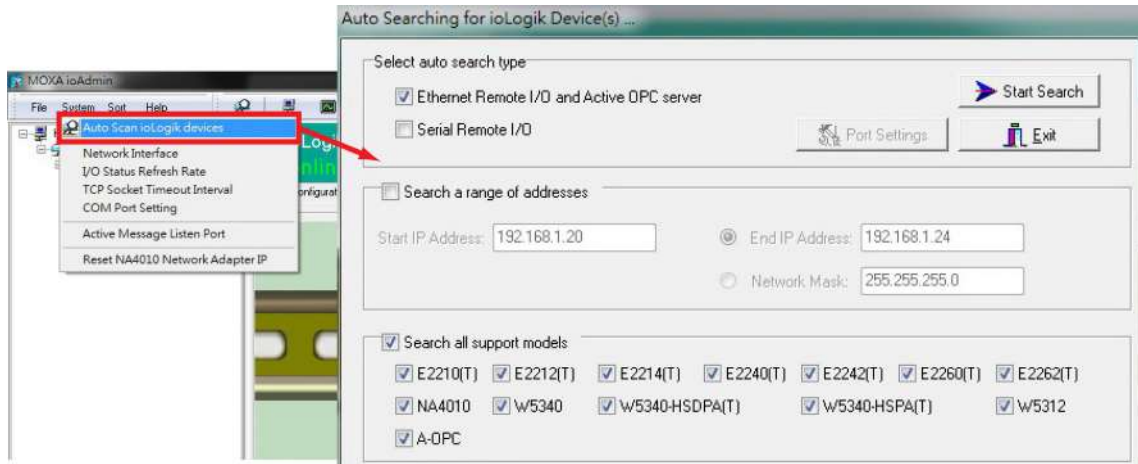 MOXA ioAdmin
File System Sort Help
Auto Scan ioLogik devices
Network Interface
I/O Status Refresh Rate
TCP Socket Timeout Interval
COM Port Setting
Active Message Listen Port
Reset NA4010 Network Adapter IP
Auto Searching for ioLogik Device(s) ...
Select auto search type
Ethernet Remote I/O and Active OPC server
Start Search
Serial Remote I/O
Port Settings
Exit
Search a range of addresses
Start IP Address: 192.168.1.20
End IP Address: 192.168.1.24
Network Mask: 255.255.255.0
Search all support models
E2210(T) E2212(T) E2214(T) E2240(T) E2242(T) E2260(T) E2262(T)
NA4010 W5340 W5340-HSDPA(T) W5340-HSPA(T) W5312
A-OPC